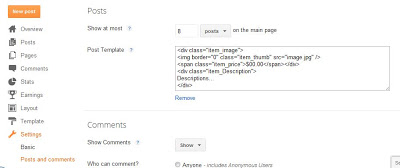 New post
Overview
Posts
Pages
Comments
Stats
Earnings
Layout
Template
Settings
Basic
Posts and comments
Posts
Show at most ? 8 posts on the main page
Post Template ?
<div class="item_image">
<img border="0" class="item_thumb" src="image.jpg" />
<span class="item_price">$00.00</span></div>
<div class="item_Description">
Descriptions...
</div>
Remove
Comments
Show Comments ? Show
Who can comment? Anyone - includes Anonymous Users